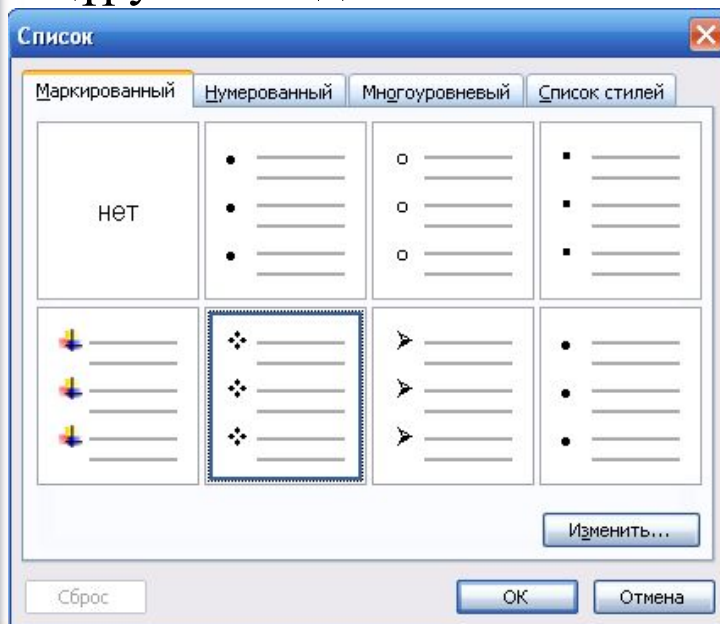 Список
Маркированный Нумерованный Многоуровневый Список стилей
нет
Изменить...
Сброс ОК Отмена